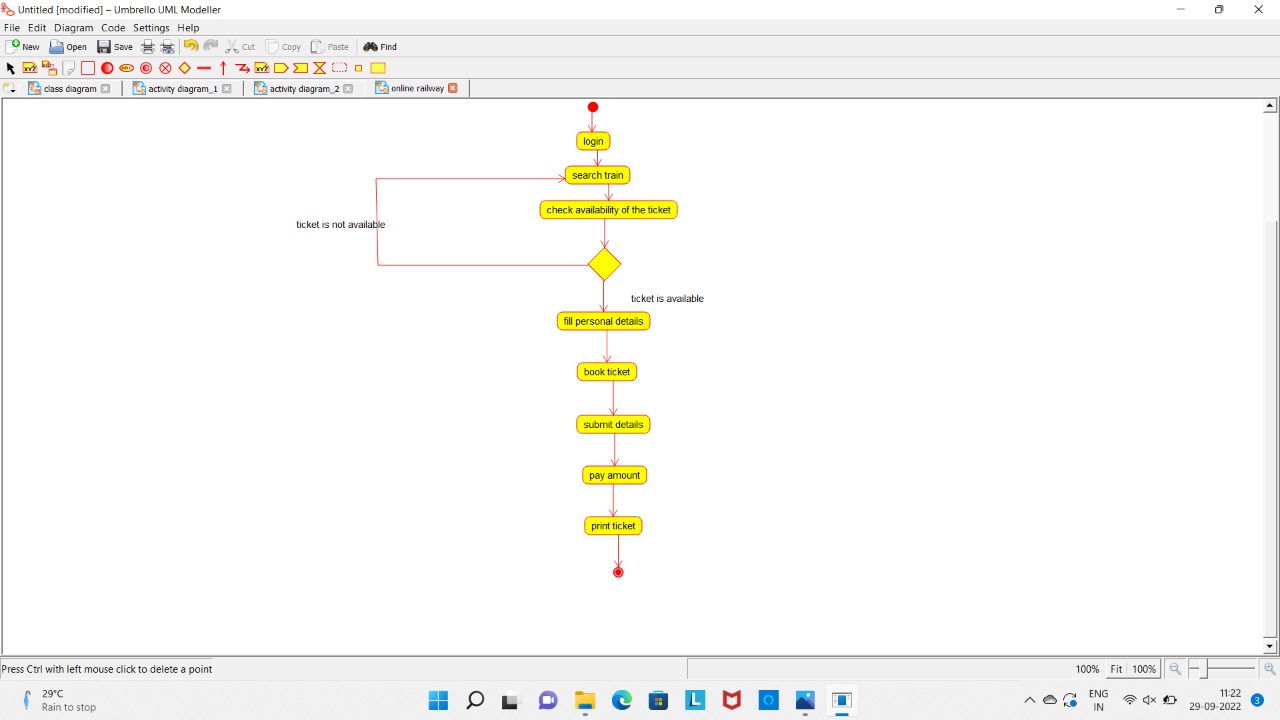 Untitled [modified] – Umbrello UML Modeller
File Edit Diagram Code Settings Help
New Open Save Cut Copy Paste Find
class diagram activity diagram_1 activity diagram_2 online railway
login
search train
check availability of the ticket
ticket is not available
ticket is available
fill personal details
book ticket
submit details
pay amount
print ticket
Press Ctrl with left mouse click to delete a point
100% Fit 100%
29°C
Rain to stop
ENG
IN
11:22
29-09-2022
3